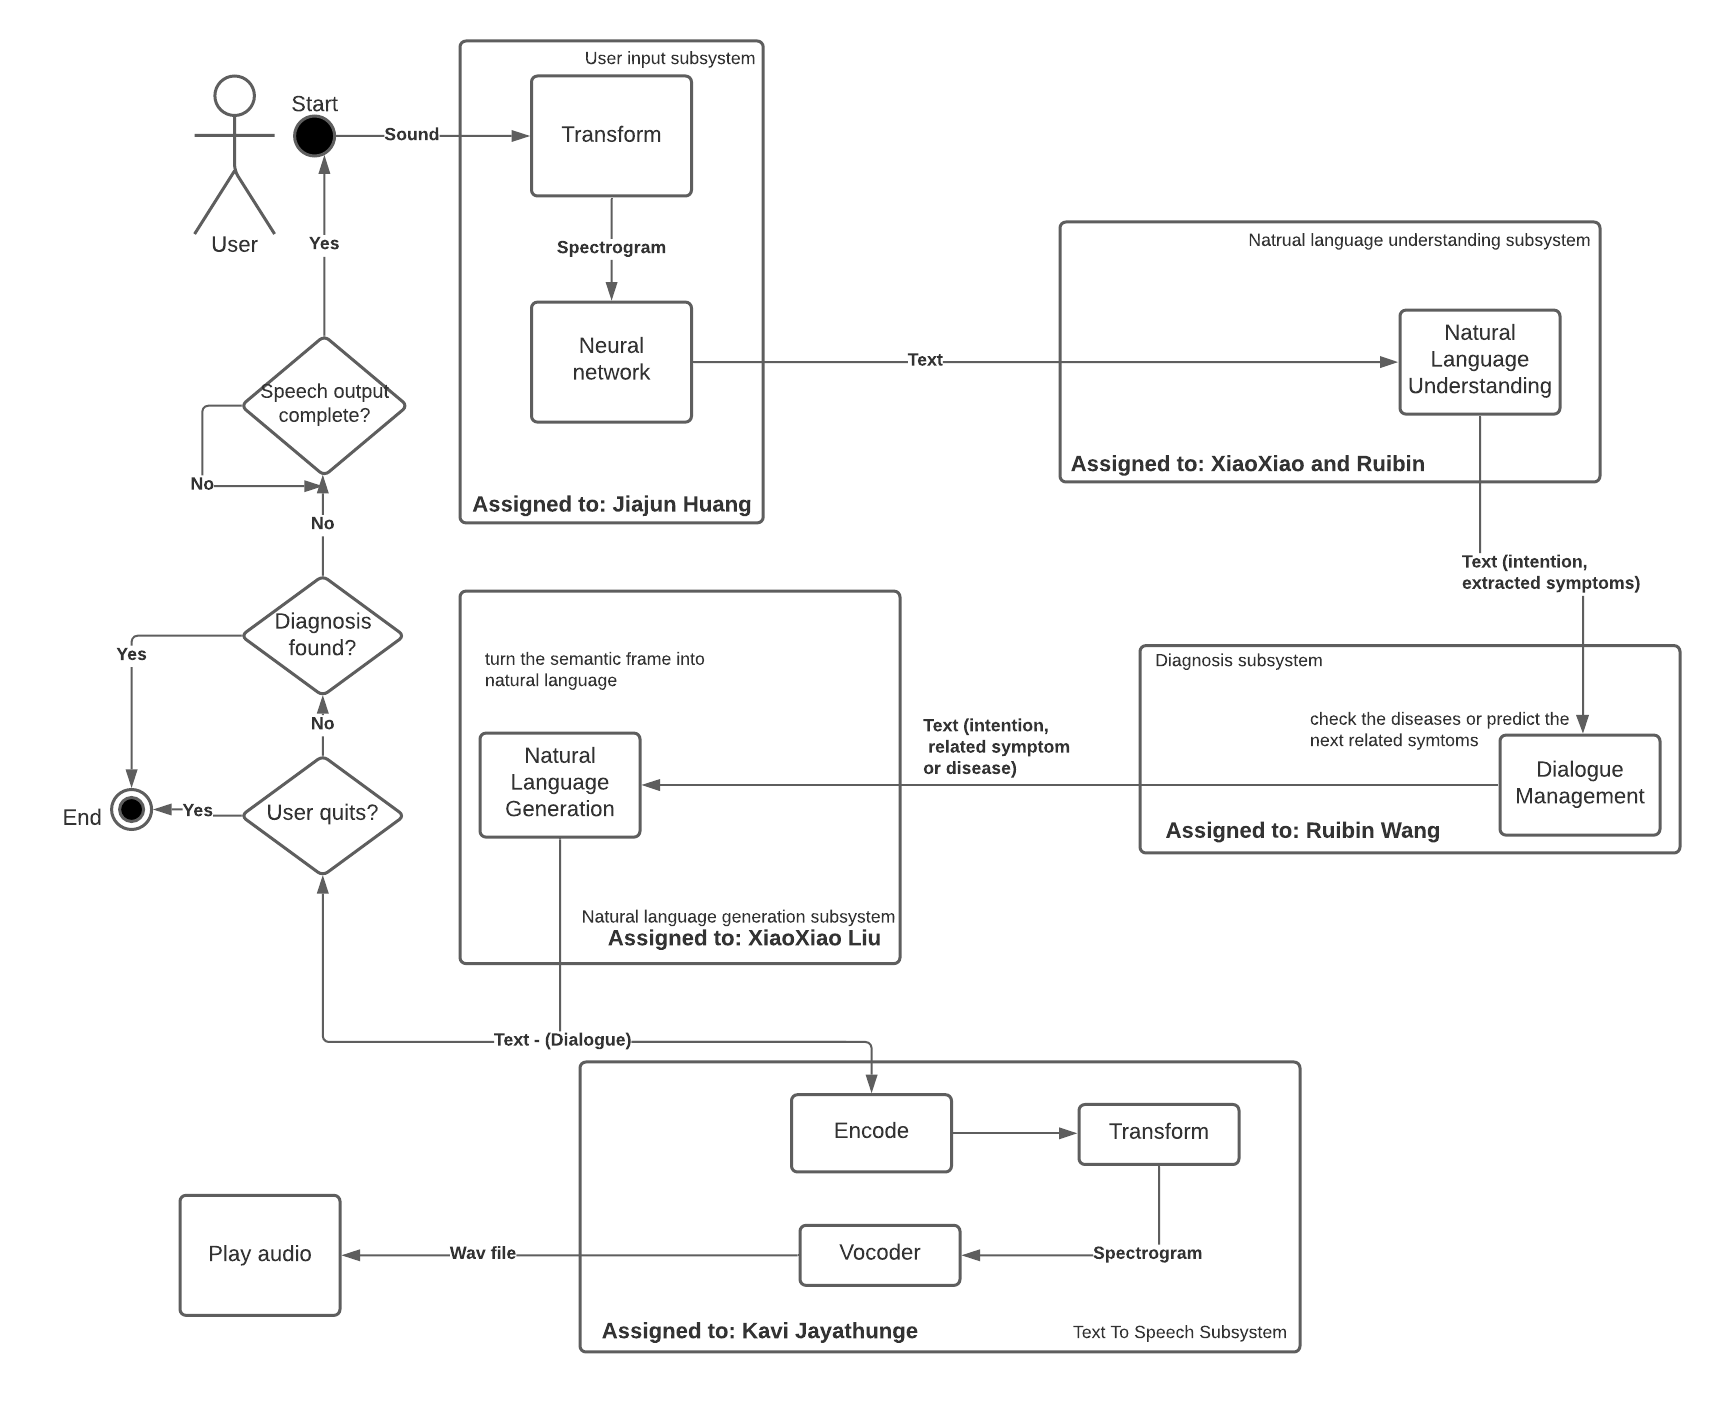 User input subsystem
Start
Transform
Sound
User
Yes
Spectrogram
Natrual language understanding subsystem
Neural
network
Text
Natural
Language
Understanding
Speech output
complete?
No
Assigned to: XiaoXiao and Ruibin
Assigned to: Jiajun Huang
No
Text (intention,
extracted symptoms)
Diagnosis
found?
Yes
turn the semantic frame into
natural language
Diagnosis subsystem
check the diseases or predict the
next related symtoms
No
Text (intention,
related symptom
or disease)
Natural
Language
Generation
Dialogue
Management
End
Yes
User quits?
Assigned to: Ruibin Wang
Natural language generation subsystem
Assigned to: XiaoXiao Liu
Text - (Dialogue)
Encode
Transform
Play audio
Wav file
Vocoder
Spectrogram
Assigned to: Kavi Jayathunge
Text To Speech Subsystem